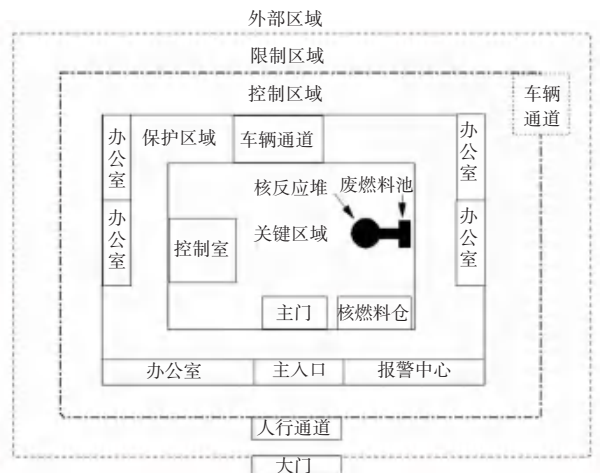 外部区域
限制区域
控制区域
车辆
通道
办公室
保护区域
车辆通道
办公室
核反应堆
废燃料池
办公室
控制室
关键区域
办公室
主门
核燃料仓
办公室
主入口
报警中心
人行通道
大门